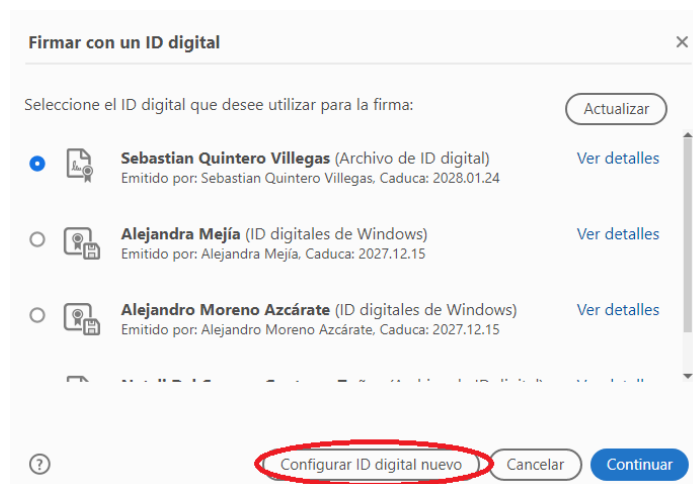 Firmar con un ID digital
Seleccione el ID digital que desee utilizar para la firma:
Actualizar
Sebastian Quintero Villegas (Archivo de ID digital)
Ver detalles
Emitido por: Sebastian Quintero Villegas, Caduca: 2028.01.24
Alejandra Mejía (ID digitales de Windows)
Ver detalles
Emitido por: Alejandra Mejía, Caduca: 2027.12.15
Alejandro Moreno Azcárate (ID digitales de Windows)
Ver detalles
Emitido por: Alejandro Moreno Azcárate, Caduca: 2027.12.15
Configurar ID digital nuevo
Cancelar
Continuar